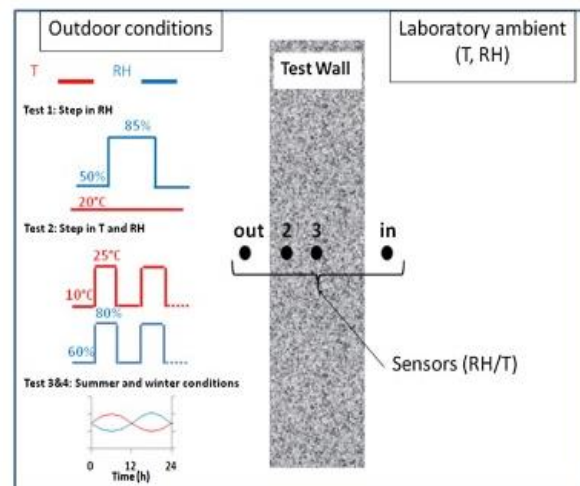 Outdoor conditions
T RH
Test 1: Step in RH
85%
50%
20°C
Test 2: Step in T and RH
25°C
10°C
80%
60%
Test 3&4: Summer and winter conditions
0 12 24
Time (h)
Test Wall
out 2 3 in
Sensors (RH/T)
Laboratory ambient
(T, RH)